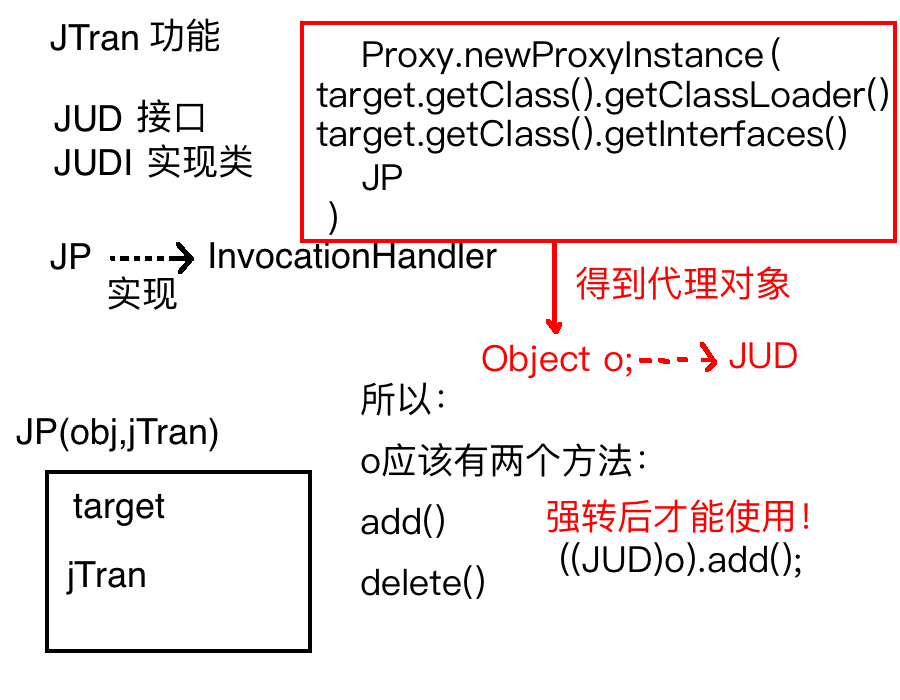 JTran 功能
JUD 接口
JUDI 实现类
JP
InvocationHandler
实现
Proxy.newProxyInstance(
target.getClass().getClassLoader()
target.getClass().getInterfaces()
JP
)
得到代理对象
Object o;
JUD
所以：
o应该有两个方法：
add()
delete()
强转后才能使用！
((JUD)o).add();
JP(obj,jTran)
target
jTran